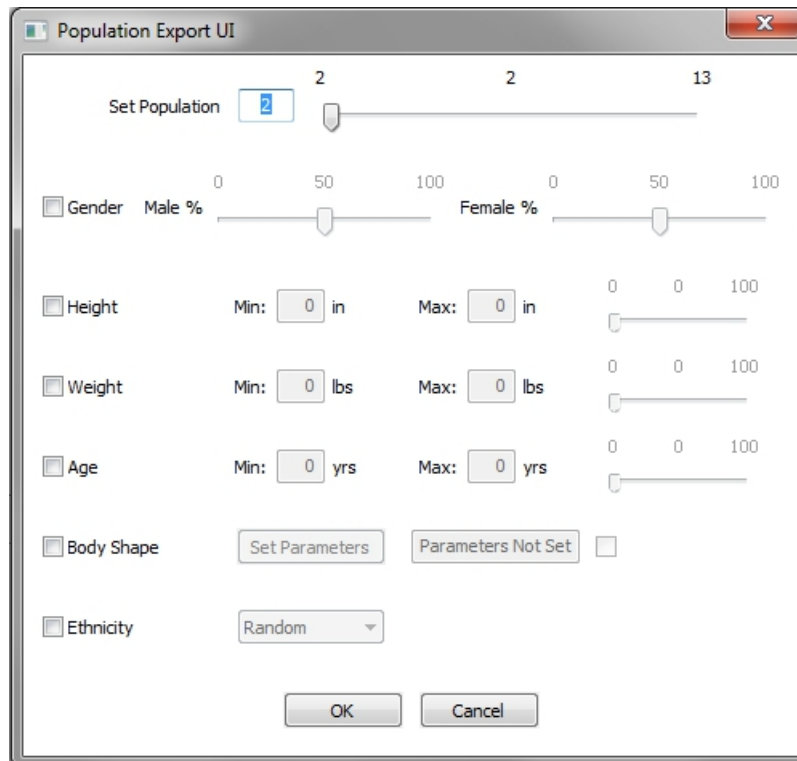 Population Export UI
2 2 13
Set Population 2
0 50 100 0 50 100
Gender Male % Female %
0 0 100
Height Min: 0 in Max: 0 in
0 0 100
Weight Min: 0 lbs Max: 0 lbs
0 0 100
Age Min: 0 yrs Max: 0 yrs
Body Shape Set Parameters Parameters Not Set
Ethnicity Random
OK Cancel